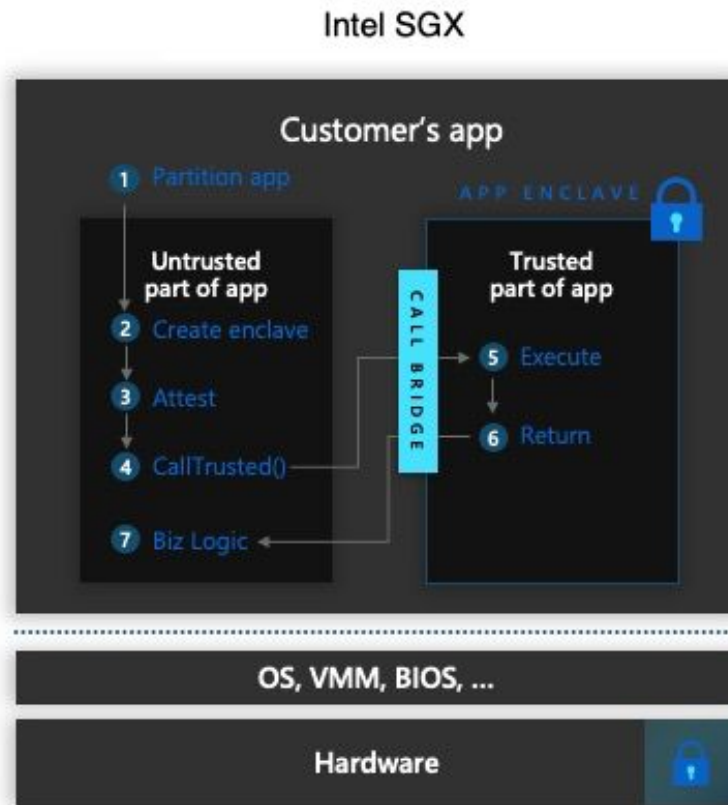 Intel SGX
Customer's app
1 Partition app
APP ENCLAVE
Untrusted
part of app
2 Create enclave
3 Attest
4 CallTrusted()
7 Biz Logic
CALL BRIDGE
Trusted
part of app
5 Execute
6 Return
OS, VMM, BIOS, ...
Hardware